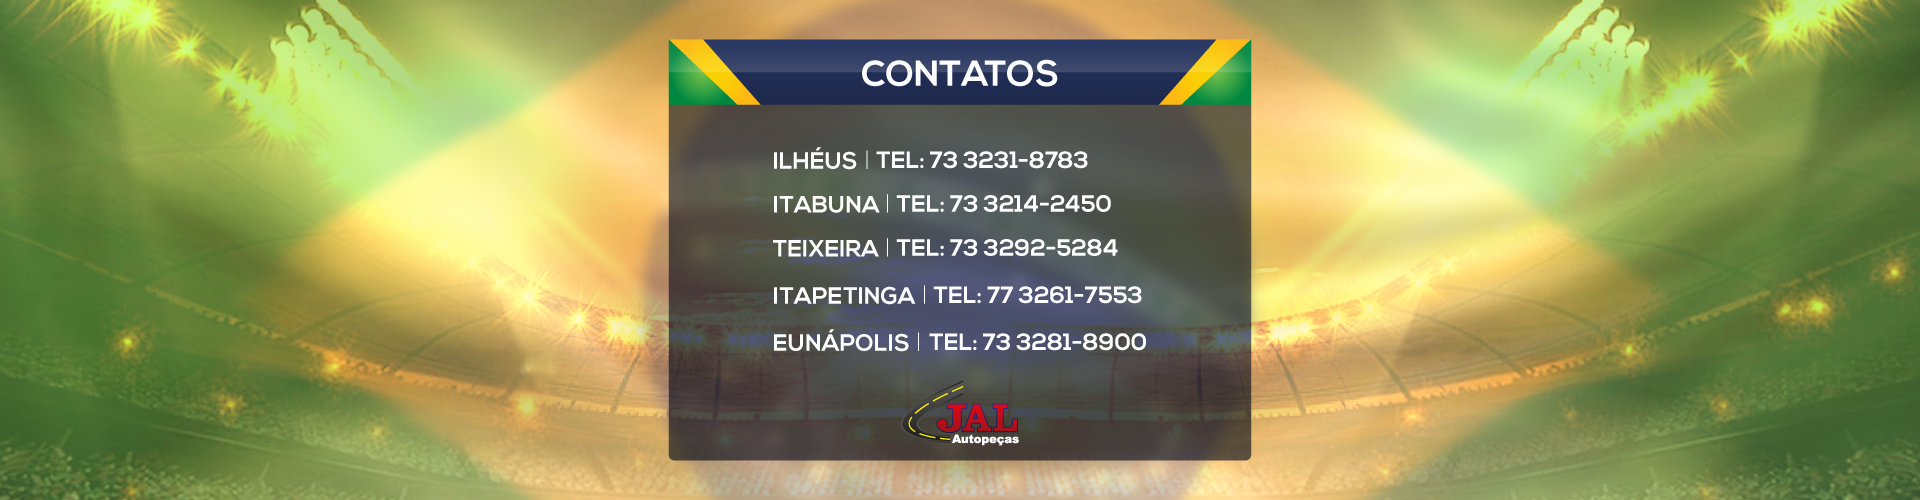 CONTATOS
ILHÉUS | TEL: 73 3231-8783
ITABUNA | TEL: 73 3214-2450
TEIXEIRA | TEL: 73 3292-5284
ITAPETINGA | TEL: 77 3261-7553
EUNÁPOLIS | TEL: 73 3281-8900
JAL
Autopeças